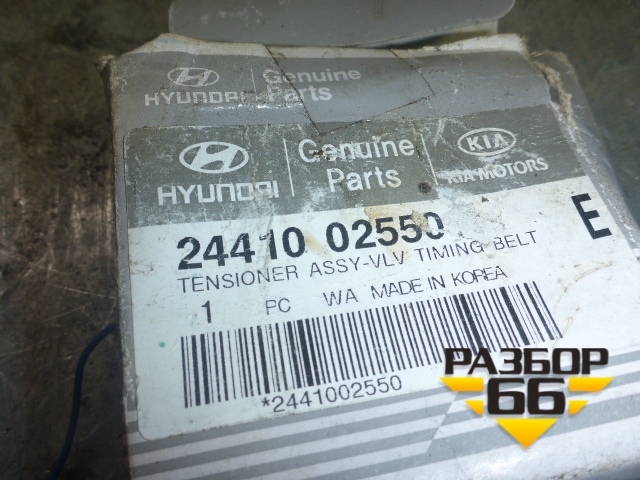 HYUNDAI Genuine Parts
HYUNDAI Genuine Parts KIA KIA MOTORS
24410 02550 E
TENSIONER ASSY-VLV TIMING BELT
1 PC WA MADE IN KOREA
*2441002550
РАЗБОР
66